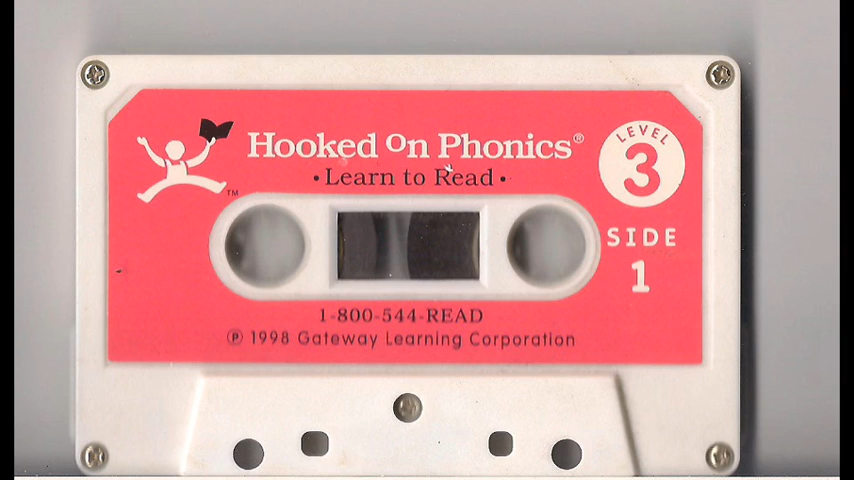 Hooked on Phonics®
•Learn to Read•
LEVEL
3
SIDE
1
TM
1-800-544-READ
℗ 1998 Gateway Learning Corporation